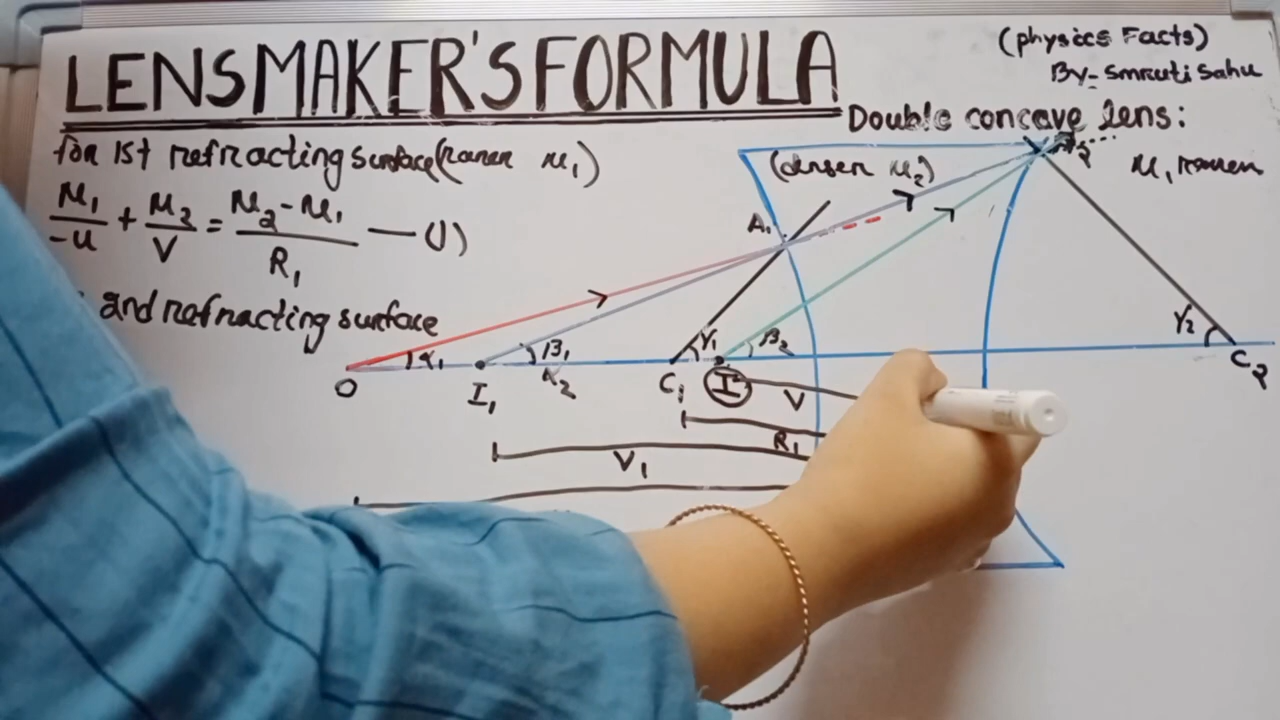 LENSMAKER'S FORMULA
(physics Facts)
By- Smruti Sahu
Double concave lens:
for 1st refracting surface (rarer μ₁)
μ₁/-u + μ₂/V = μ₂-μ₁/R₁ —(1)
and refracting surface
(denser μ₂)
μ₁ rarer
A₁
O
α₁
I₁
β₁
α₂
C₁
γ₁
I
β₂
γ₂
C₂
V
R₁
V₁